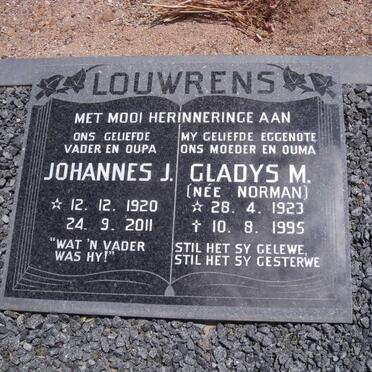 LOUWRENS
MET MOOI HERINNERINGE AAN
ONS GELIEFDE
VADER EN OUPA
JOHANNES J.
☆ 12. 12. 1920
24. 9. 2011
"WAT 'N VADER
WAS HY!"
MY GELIEFDE EGGENOTE
ONS MOEDER EN OUMA
GLADYS M.
(NÉE NORMAN)
☆ 28. 4. 1923
✝ 10. 8. 1995
STIL HET SY GELEWE,
STIL HET SY GESTERWE